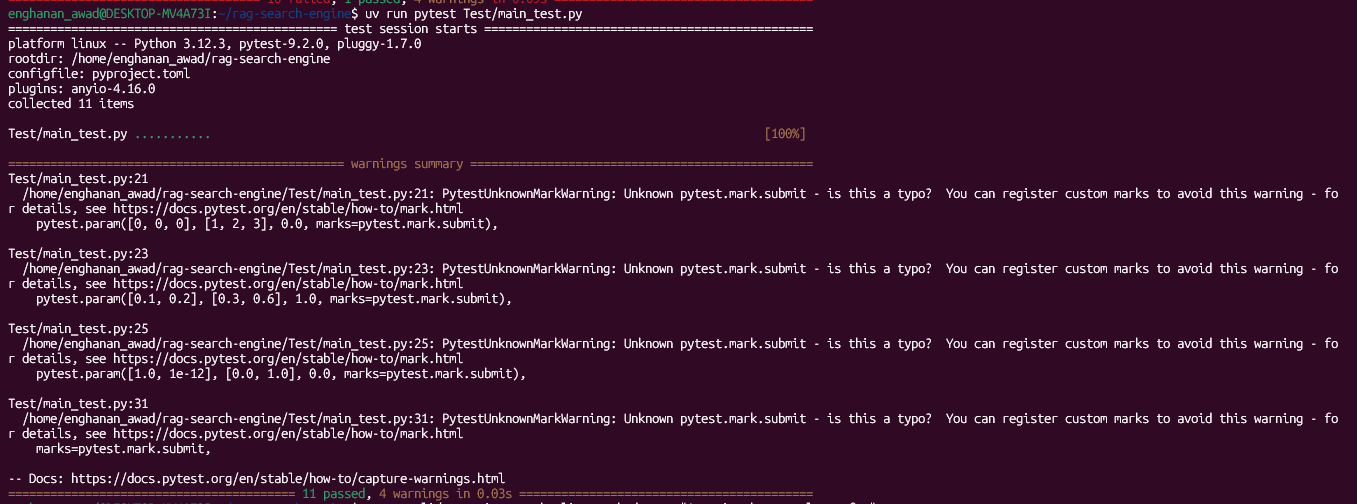 10 failed, 1 passed, 4 warnings in 0.09s
enghanan_awad@DESKTOP-MV4A73I:~/rag-search-engine$ uv run pytest Test/main_test.py
=============================================== test session starts ===============================================
platform linux -- Python 3.12.3, pytest-9.2.0, pluggy-1.7.0
rootdir: /home/enghanan_awad/rag-search-engine
configfile: pyproject.toml
plugins: anyio-4.16.0
collected 11 items
Test/main_test.py ........... [100%]
================================================ warnings summary =================================================
Test/main_test.py:21
/home/enghanan_awad/rag-search-engine/Test/main_test.py:21: PytestUnknownMarkWarning: Unknown pytest.mark.submit - is this a typo?  You can register custom marks to avoid this warning - fo
r details, see https://docs.pytest.org/en/stable/how-to/mark.html
pytest.param([0, 0, 0], [1, 2, 3], 0.0, marks=pytest.mark.submit),
Test/main_test.py:23
/home/enghanan_awad/rag-search-engine/Test/main_test.py:23: PytestUnknownMarkWarning: Unknown pytest.mark.submit - is this a typo?  You can register custom marks to avoid this warning - fo
r details, see https://docs.pytest.org/en/stable/how-to/mark.html
pytest.param([0.1, 0.2], [0.3, 0.6], 1.0, marks=pytest.mark.submit),
Test/main_test.py:25
/home/enghanan_awad/rag-search-engine/Test/main_test.py:25: PytestUnknownMarkWarning: Unknown pytest.mark.submit - is this a typo?  You can register custom marks to avoid this warning - fo
r details, see https://docs.pytest.org/en/stable/how-to/mark.html
pytest.param([1.0, 1e-12], [0.0, 1.0], 0.0, marks=pytest.mark.submit),
Test/main_test.py:31
/home/enghanan_awad/rag-search-engine/Test/main_test.py:31: PytestUnknownMarkWarning: Unknown pytest.mark.submit - is this a typo?  You can register custom marks to avoid this warning - fo
r details, see https://docs.pytest.org/en/stable/how-to/mark.html
marks=pytest.mark.submit,
-- Docs: https://docs.pytest.org/en/stable/how-to/capture-warnings.html
========================================= 11 passed, 4 warnings in 0.03s ==========================================